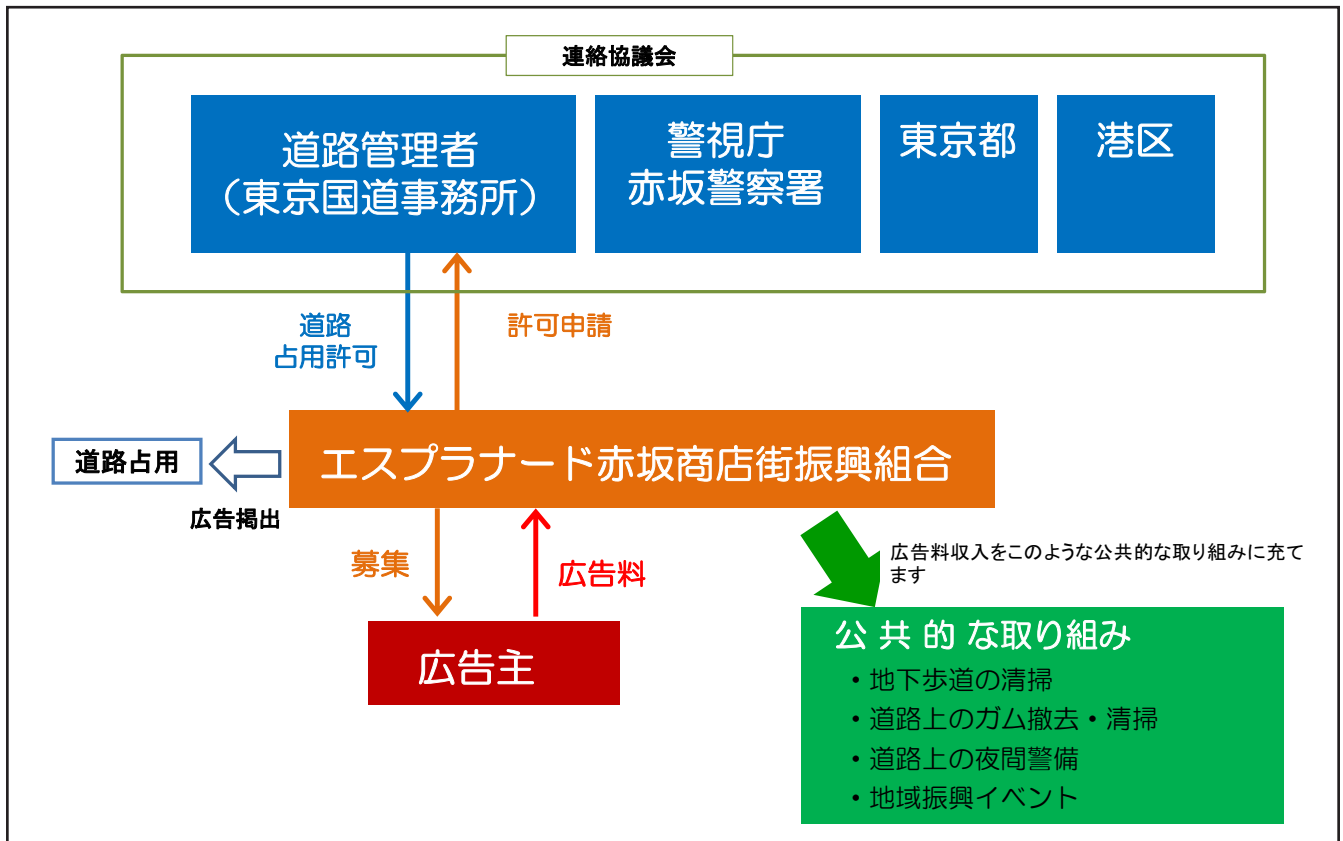 連絡協議会
道路管理者
（東京国道事務所）
警視庁
赤坂警察署
東京都
港区
道路
占用許可
許可申請
エスプラナード赤坂商店街振興組合
道路占用
広告掲出
募集
広告料
広告料収入をこのような公共的な取り組みに充て
ます
広告主
公 共 的 な取り組み
・地下歩道の清掃
・道路上のガム撤去・清掃
・道路上の夜間警備
・地域振興イベント